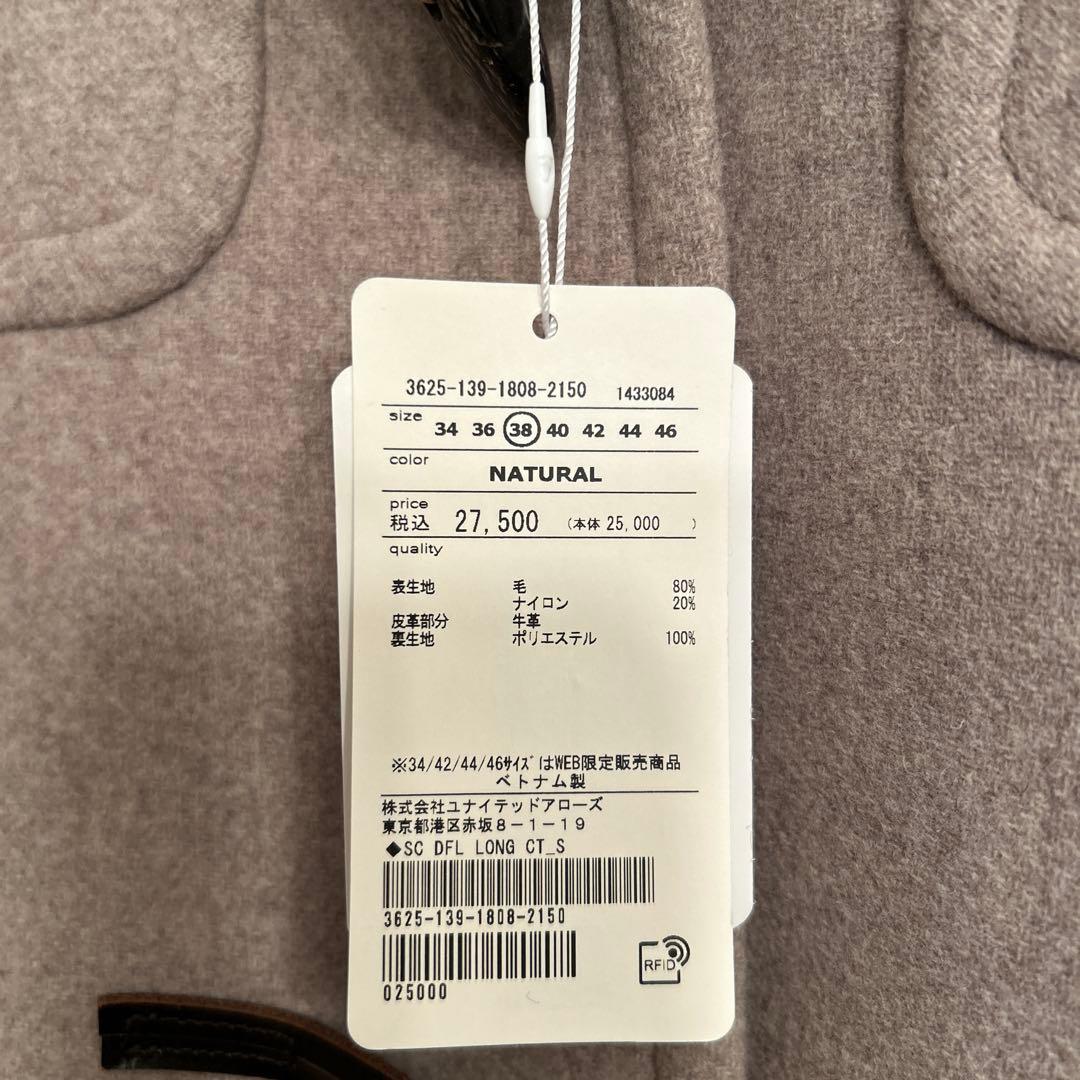 3625-139-1808-2150 1433084
size
34 36 38 40 42 44 46
color
NATURAL
price
税込 27,500 (本体 25,000 )
quality
表生地 毛 80%
ナイロン 20%
皮革部分 牛革
裏生地 ポリエステル 100%
※34/42/44/46ｻｲｽﾞはWEB限定販売商品
ベトナム製
株式会社ユナイテッドアローズ
東京都港区赤坂８－１－１９
◆SC DFL LONG CT_S
3625-139-1808-2150
025000
RFID